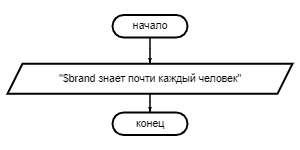 начало
"$brand знает почти каждый человек"
конец